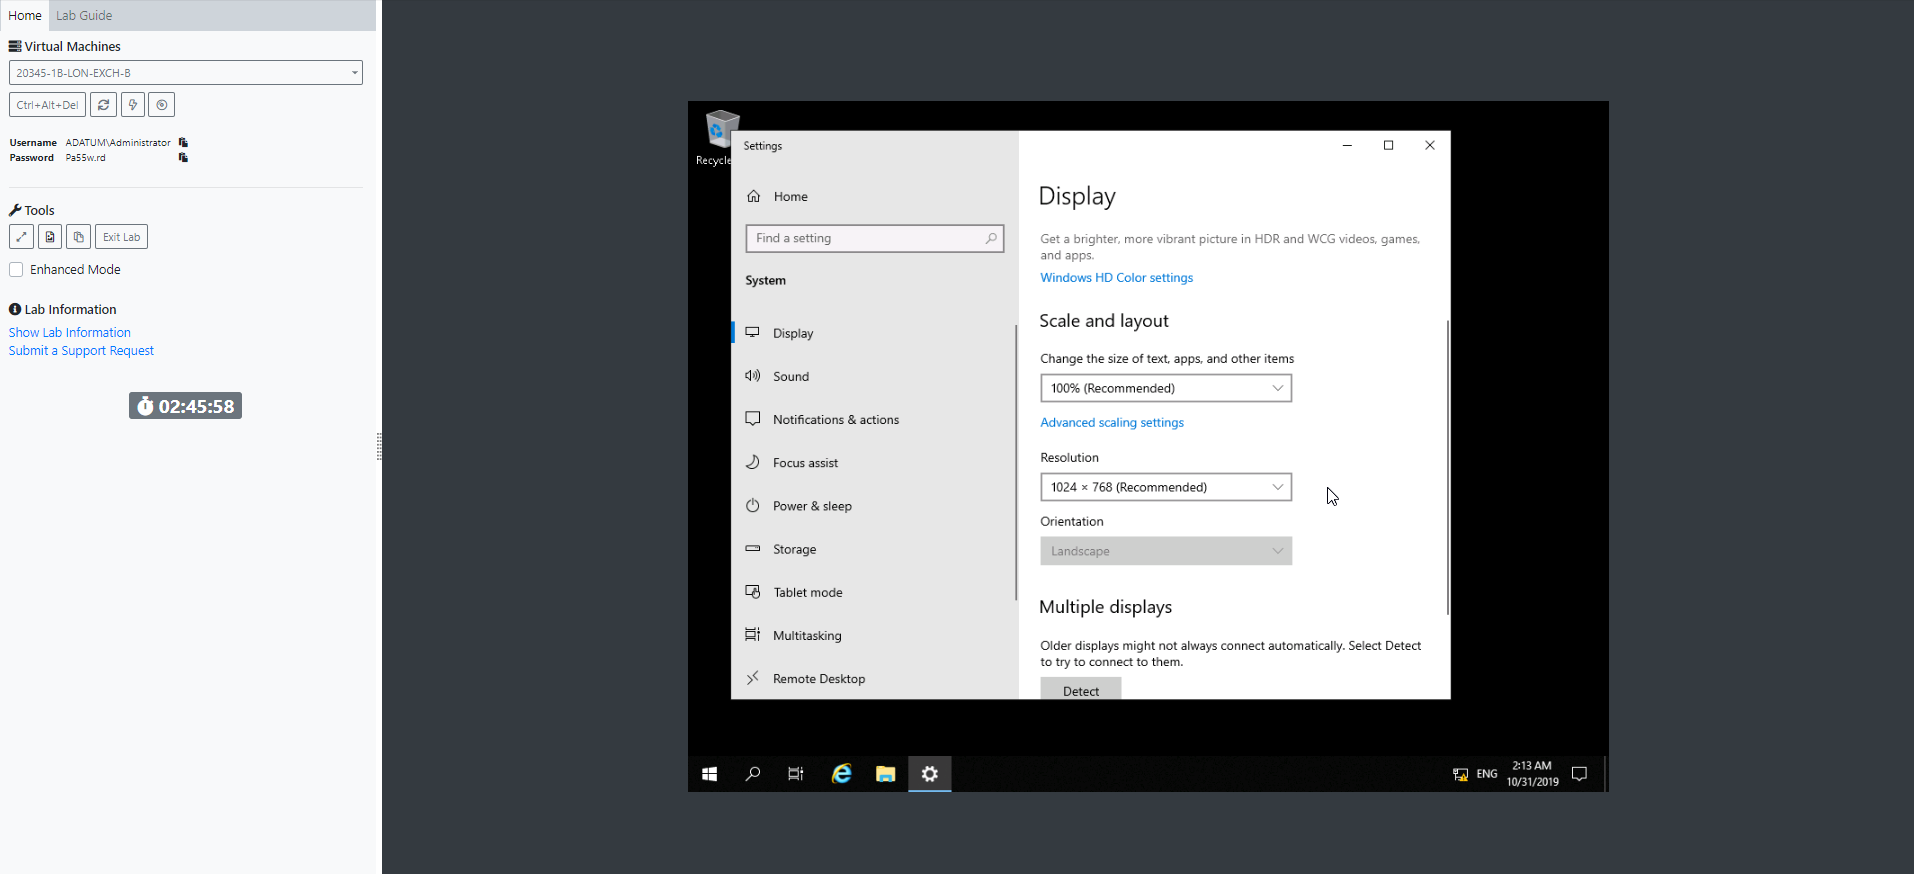 Home
Lab Guide
Virtual Machines
20345-1B-LON-EXCH-B
Ctrl+Alt+Del
Username ADATUM\Administrator
Password Pa55w.rd
Tools
Exit Lab
Enhanced Mode
Lab Information
Show Lab Information
Submit a Support Request
02:45:58
Recycle
Settings
Home
Find a setting
System
Display
Sound
Notifications & actions
Focus assist
Power & sleep
Storage
Tablet mode
Multitasking
Remote Desktop
Display
Get a brighter, more vibrant picture in HDR and WCG videos, games,
and apps.
Windows HD Color settings
Scale and layout
Change the size of text, apps, and other items
100% (Recommended)
Advanced scaling settings
Resolution
1024 × 768 (Recommended)
Orientation
Landscape
Multiple displays
Older displays might not always connect automatically. Select Detect
to try to connect to them.
Detect
ENG
2:13 AM
10/31/2019